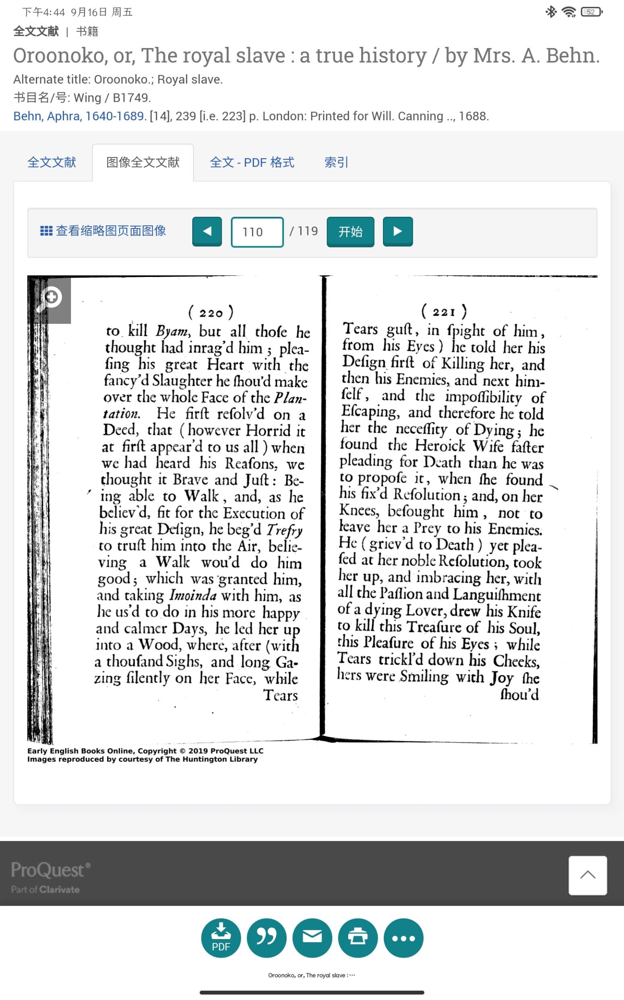 下午4:44 9月16日 周五
52
全文文献 | 书籍
Oroonoko, or, The royal slave : a true history / by Mrs. A. Behn.
Alternate title: Oroonoko.; Royal slave.
书目名/号: Wing / B1749.
Behn, Aphra, 1640-1689. [14], 239 [i.e. 223] p. London: Printed for Will. Canning .., 1688.
全文文献 图像全文文献 全文 - PDF 格式 索引
查看缩略图页面图像 110 / 119 开始
( 220 )
to kill Byam, but all thoſe he
thought had inrag'd him ; plea-
ſing his great Heart with the
fancy'd Slaughter he ſhou'd make
over the whole Face of the Plan-
tation. He firſt reſolv'd on a
Deed, that ( however Horrid it
at firſt appear'd to us all ) when
we had heard his Reaſons, we
thought it Brave and Juſt : Be-
ing able to Walk , and, as he
believ'd, fit for the Execution of
his great Deſign, he beg'd Trefry
to truſt him into the Air, belie-
ving a Walk wou'd do him
good ; which was granted him,
and taking Imoinda with him, as
he us'd to do in his more happy
and calmer Days, he led her up
into a Wood, where, after (with
a thouſand Sighs, and long Ga-
zing ſilently on her Face, while
Tears
( 221 )
Tears guſt, in ſpight of him,
from his Eyes ) he told her his
Deſign firſt of Killing her, and
then his Enemies, and next him-
ſelf, and the impoſſibility of
Eſcaping, and therefore he told
her the neceſſity of Dying ; he
found the Heroick Wife faſter
pleading for Death than he was
to propoſe it, when ſhe found
his fix'd Reſolution ; and, on her
Knees, beſought him , not to
leave her a Prey to his Enemies.
He ( griev'd to Death ) yet plea-
ſed at her noble Reſolution, took
her up, and imbracing her, with
all the Paſſion and Languiſhment
of a dying Lover, drew his Knife
to kill this Treaſure of his Soul,
this Pleaſure of his Eyes ; while
Tears trickl'd down his Cheeks,
hers were Smiling with Joy ſhe
ſhou'd
Early English Books Online, Copyright © 2019 ProQuest LLC
Images reproduced by courtesy of The Huntington Library
ProQuest®
Part of Clarivate
PDF
Oroonoko, or, The royal slave :···